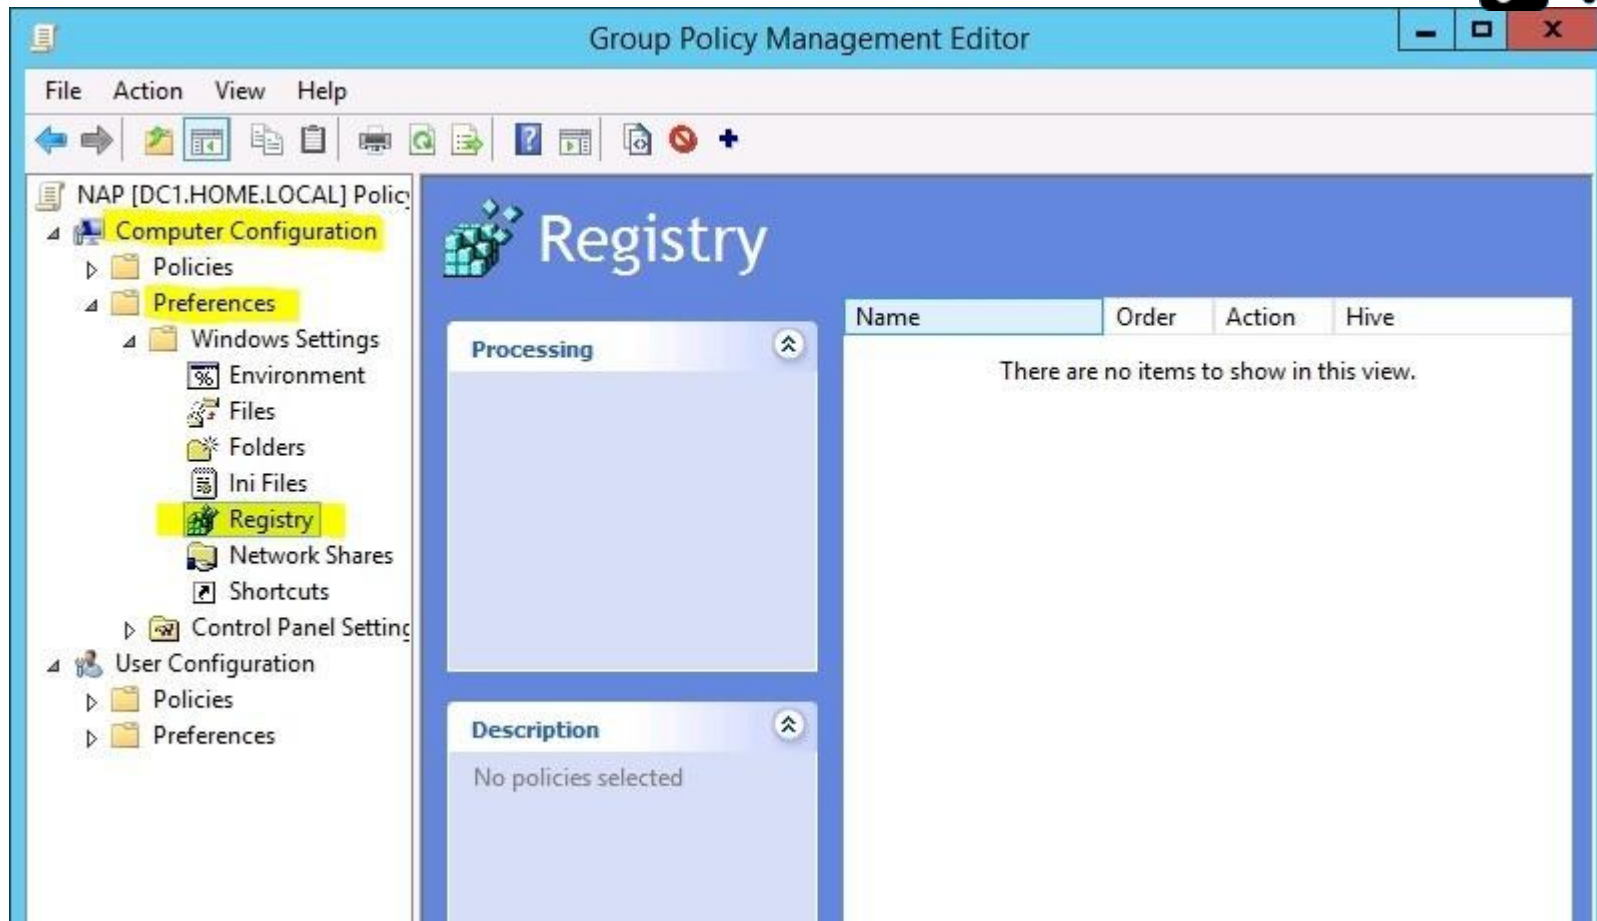 Group Policy Management Editor
File Action View Help
NAP [DC1.HOME.LOCAL] Policy
Computer Configuration
Policies
Preferences
Windows Settings
Environment
Files
Folders
Ini Files
Registry
Network Shares
Shortcuts
Control Panel Setting
User Configuration
Policies
Preferences
Registry
Processing
Description
No policies selected
Name Order Action Hive
There are no items to show in this view.